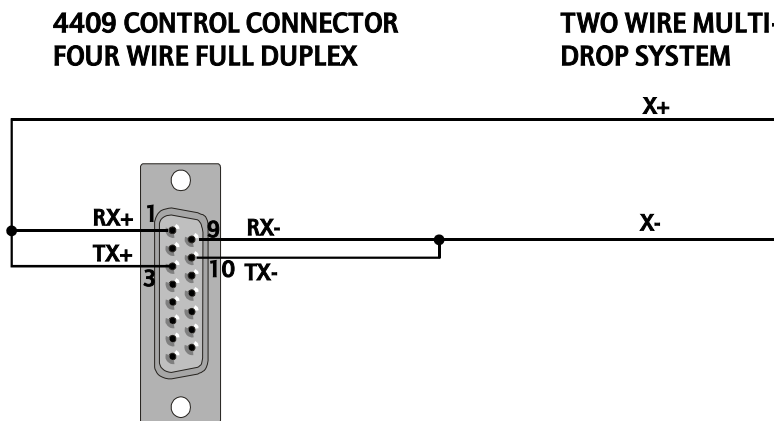 4409 CONTROL CONNECTOR
FOUR WIRE FULL DUPLEX
TWO WIRE MULTI-
DROP SYSTEM
X+
RX+ 1
9 RX-
X-
TX+
3
10 TX-